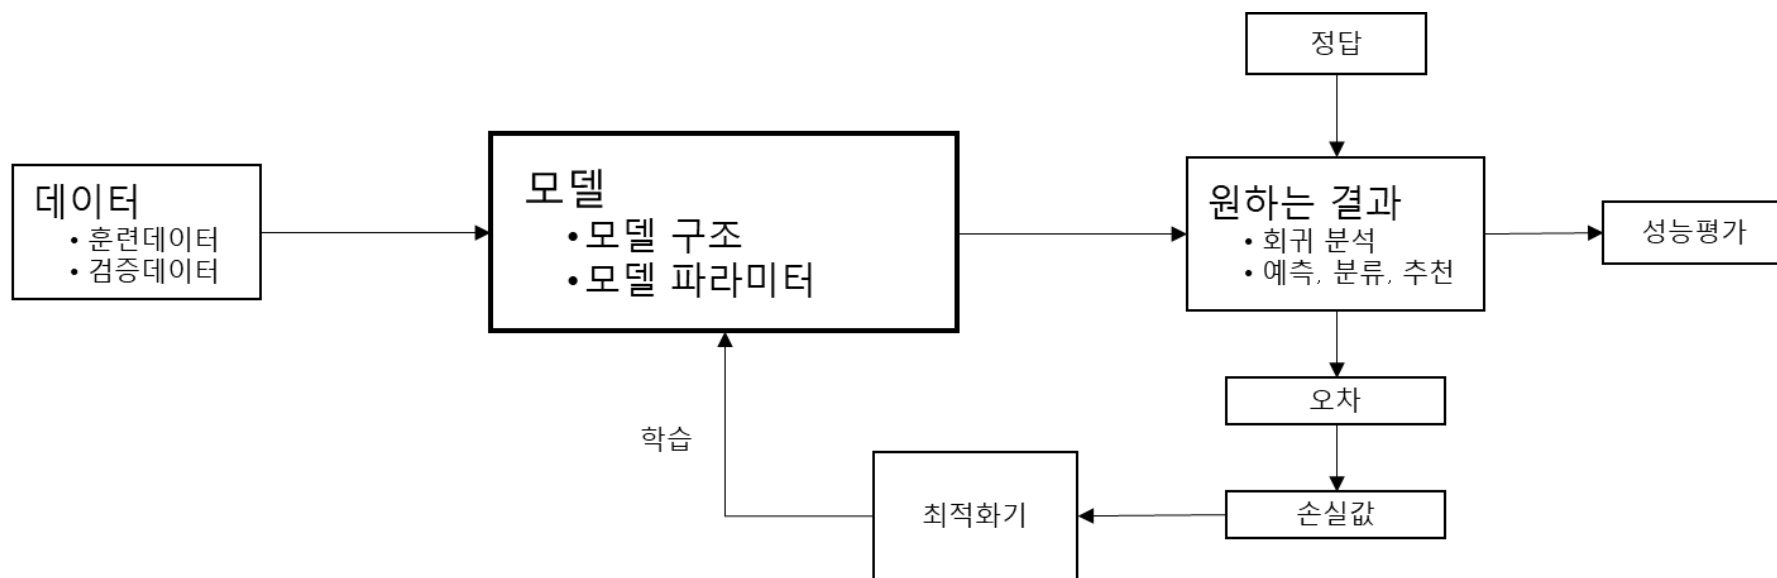 정답
데이터
• 훈련데이터
• 검증데이터
모델
• 모델 구조
• 모델 파라미터
원하는 결과
• 회귀 분석
• 예측, 분류, 추천
성능평가
오차
손실값
최적화기
학습